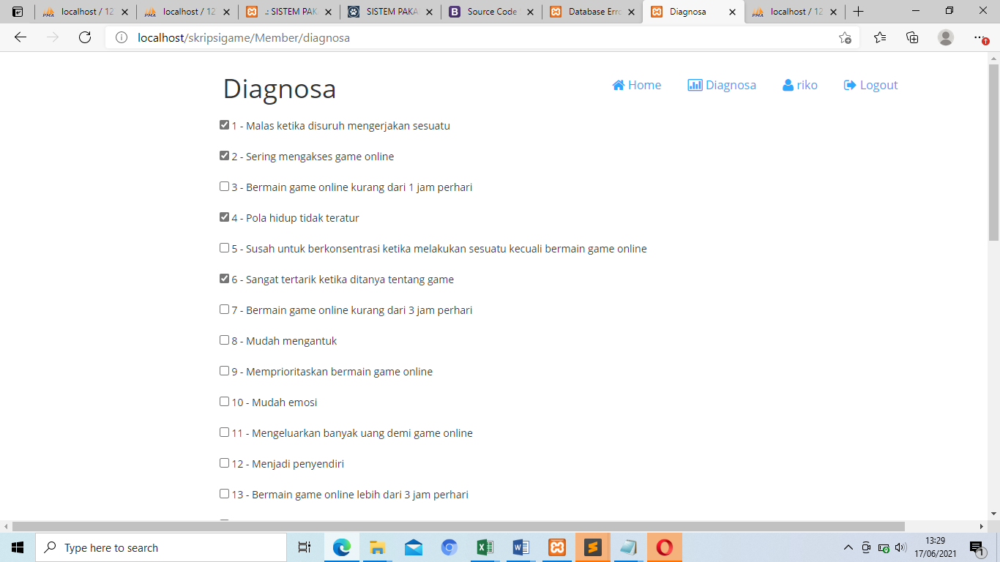 localhost / 12
localhost / 12
.: SISTEM PAK
SISTEM PAKA
Source Code
Database Erro
Diagnosa
localhost / 12
localhost/skripsigame/Member/diagnosa
Diagnosa
Home
Diagnosa
riko
Logout
1 - Malas ketika disuruh mengerjakan sesuatu
2 - Sering mengakses game online
3 - Bermain game online kurang dari 1 jam perhari
4 - Pola hidup tidak teratur
5 - Susah untuk berkonsentrasi ketika melakukan sesuatu kecuali bermain game online
6 - Sangat tertarik ketika ditanya tentang game
7 - Bermain game online kurang dari 3 jam perhari
8 - Mudah mengantuk
9 - Memprioritaskan bermain game online
10 - Mudah emosi
11 - Mengeluarkan banyak uang demi game online
12 - Menjadi penyendiri
13 - Bermain game online lebih dari 3 jam perhari
Type here to search
13:29
17/06/2021
1